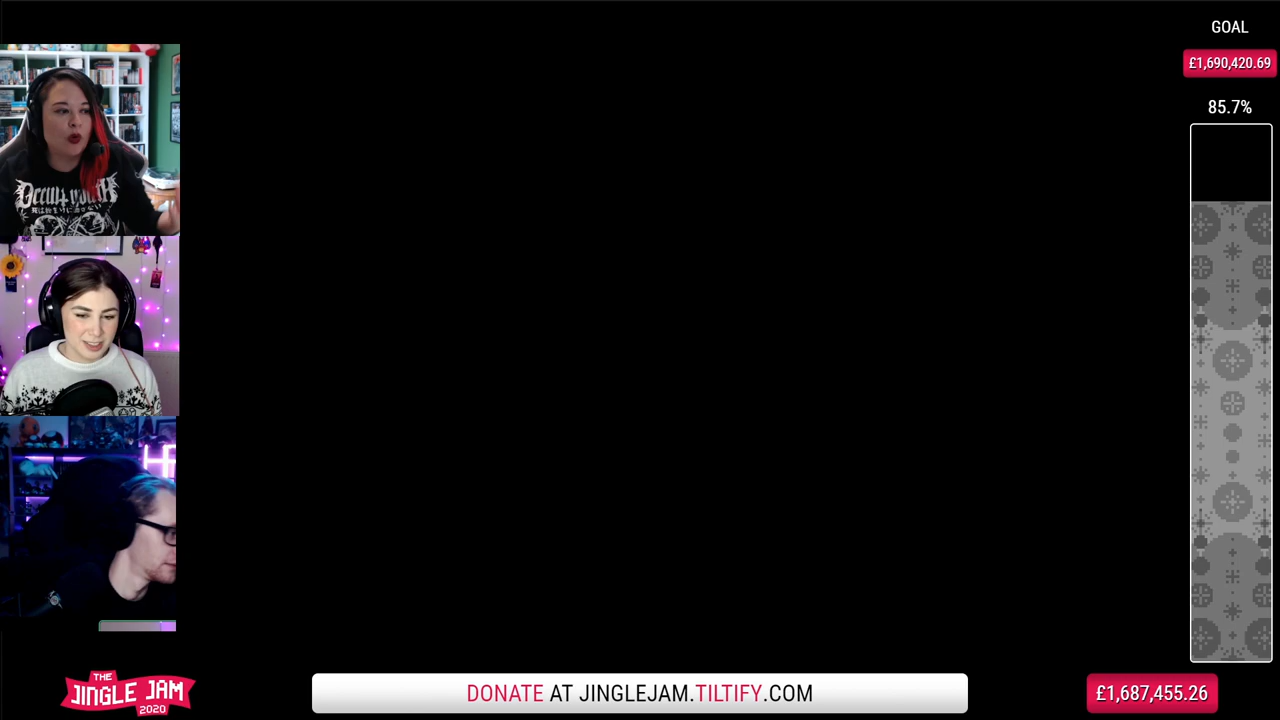 GOAL
£1,690,420.69
85.7%
THE
JINGLE JAM
2020
DONATE AT JINGLEJAM.TILTIFY.COM
£1,687,455.26